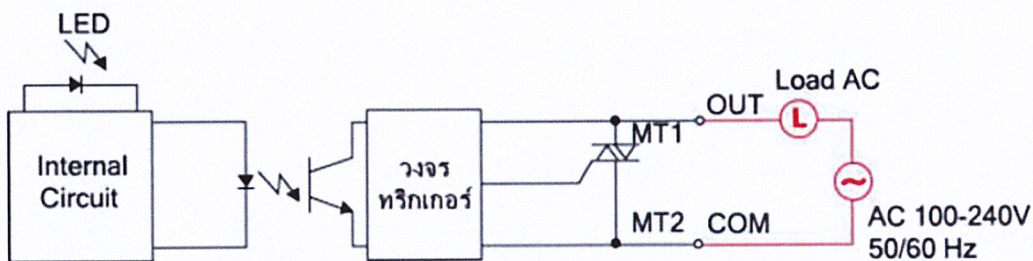 LED
Load AC
OUT
MT1
L
Internal
Circuit
วงจร
ทริกเกอร์
MT2
COM
AC 100-240V
50/60 Hz